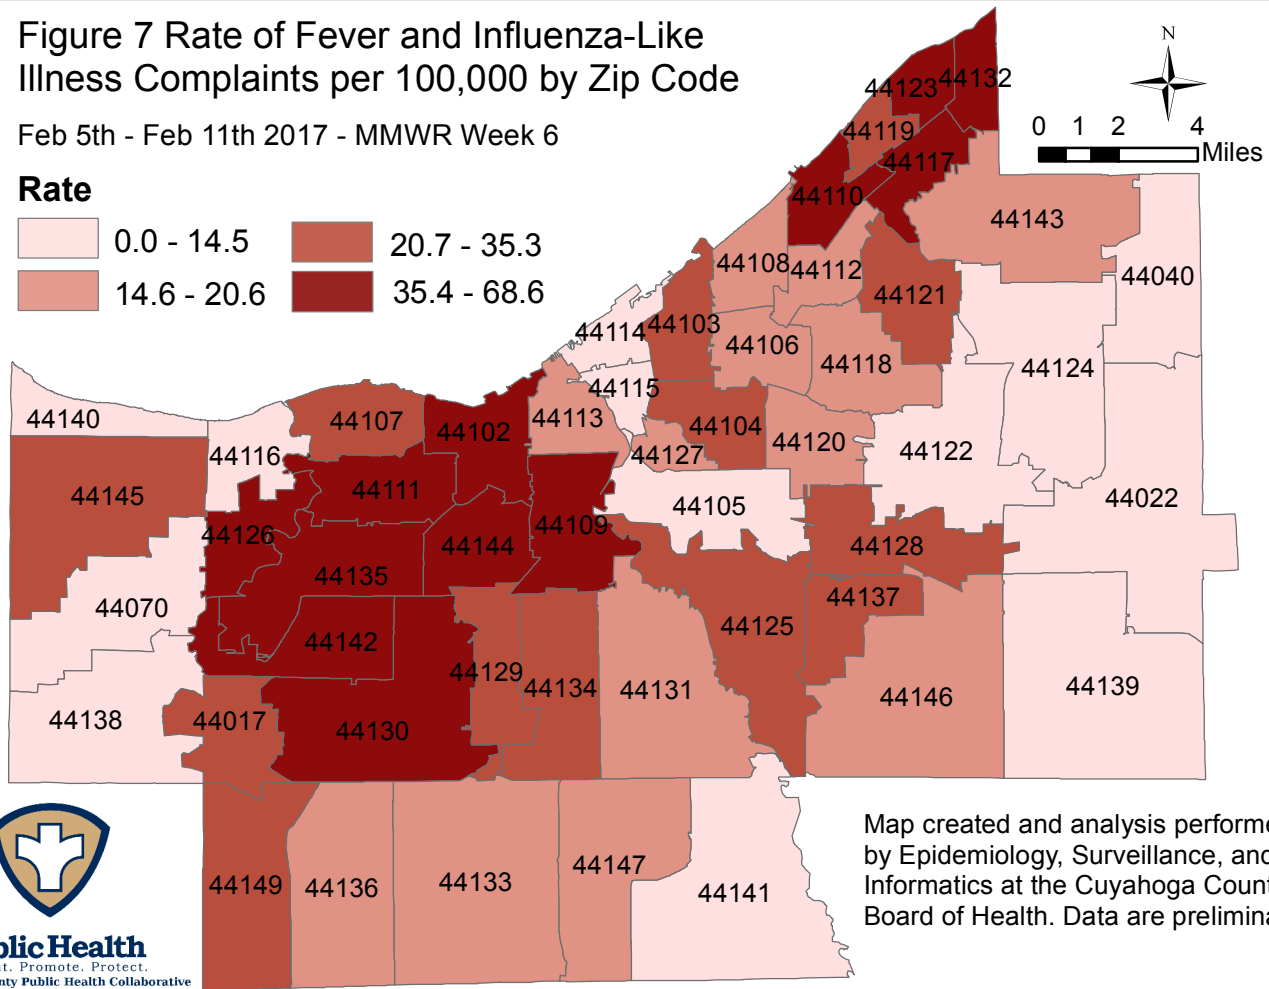 Figure 7 Rate of Fever and Influenza-Like
Illness Complaints per 100,000 by Zip Code
Feb 5th - Feb 11th 2017 - MMWR Week 6
Rate
0.0 - 14.5
20.7 - 35.3
14.6 - 20.6
35.4 - 68.6
N
0 1 2 4
Miles
44123
44132
44119
44117
44110
44143
44108
44112
44040
44121
44114
44103
44106
44118
44124
44115
44140
44107
44102
44113
44104
44127
44120
44122
44116
44145
44111
44105
44022
44126
44109
44144
44128
44135
44070
44137
44125
44142
44129
44134
44131
44146
44139
44138
44017
44130
44149
44136
44133
44147
44141
Map created and analysis performe
by Epidemiology, Surveillance, and
Informatics at the Cuyahoga Count
Board of Health. Data are prelimina
blic Health
t. Promote. Protect.
nty Public Health Collaborative